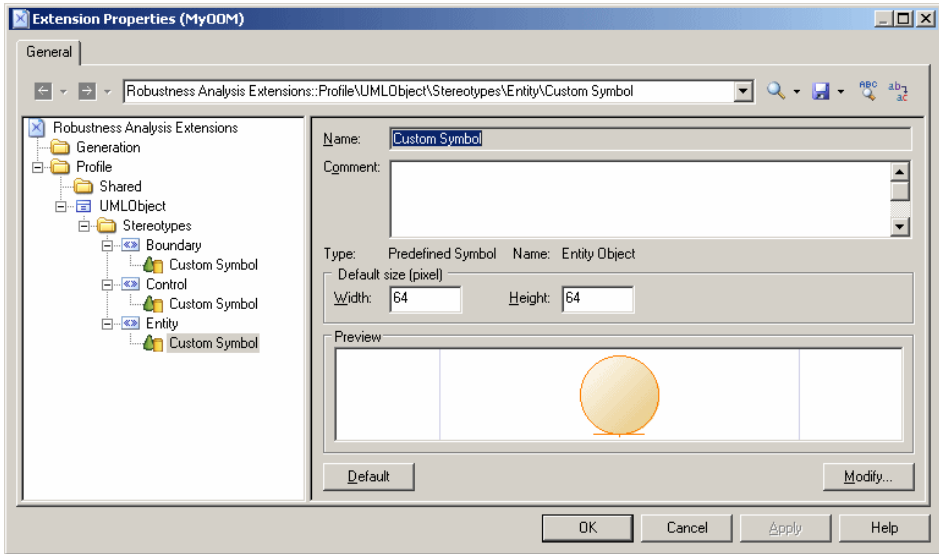 Extension Properties (MyOOM)
General
Robustness Analysis Extensions::Profile\UMLObject\Stereotypes\Entity\Custom Symbol
Robustness Analysis Extensions
Generation
Profile
Shared
UMLObject
Stereotypes
Boundary
Custom Symbol
Control
Custom Symbol
Entity
Custom Symbol
Name: Custom Symbol
Comment:
Type: Predefined Symbol Name: Entity Object
Default size (pixel)
Width: 64 Height: 64
Preview
Default Modify...
OK Cancel Apply Help